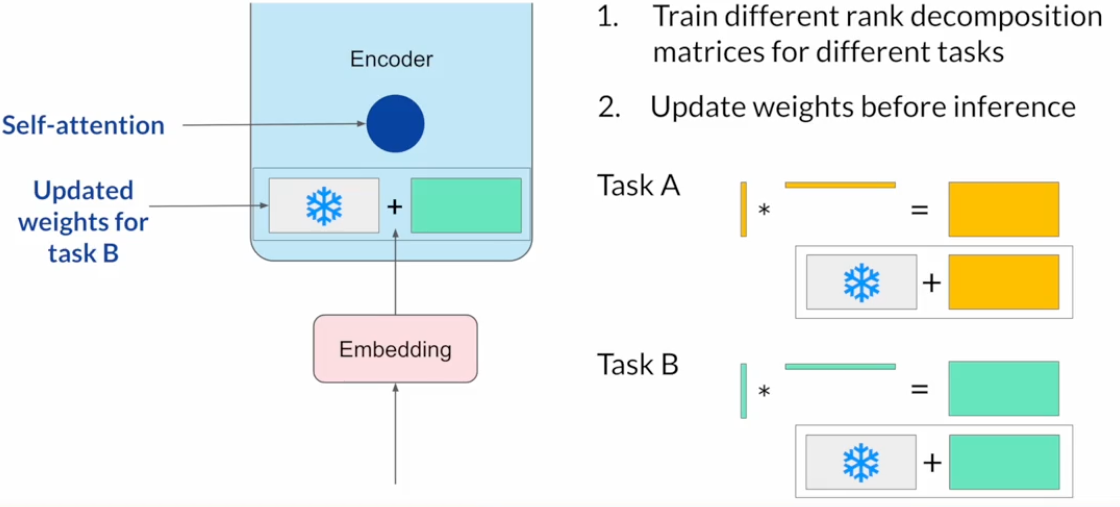 Encoder
Self-attention
Updated
weights for
task B
+
Embedding
1. Train different rank decomposition
matrices for different tasks
2. Update weights before inference
Task A
* =
+
Task B
* =
+